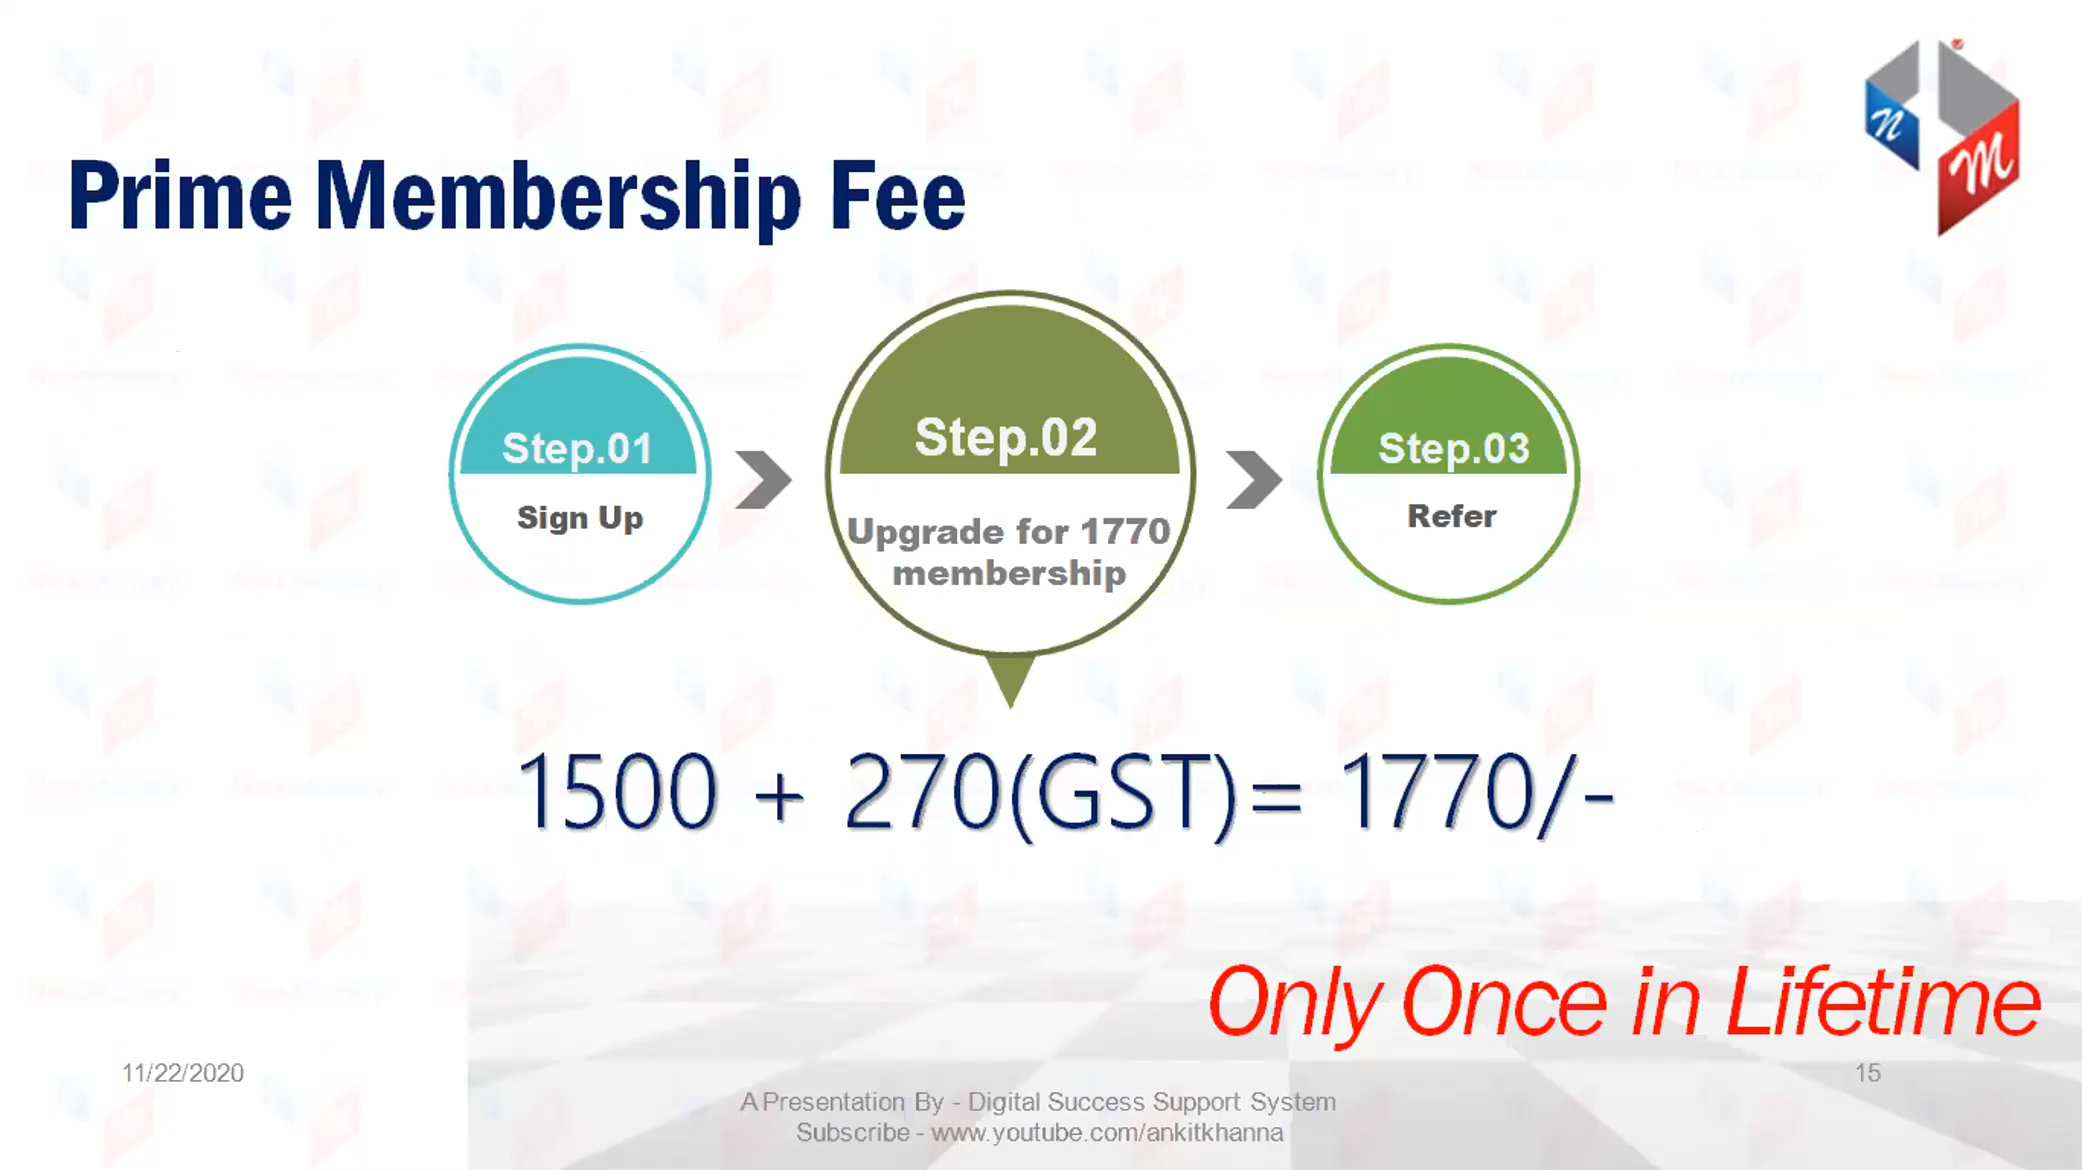 Prime Membership Fee
n
M
Step.01
Sign Up
Step.02
Upgrade for 1770
membership
Step.03
Refer
1500 + 270(GST)= 1770/-
Only Once in Lifetime
11/22/2020
15
A Presentation By - Digital Success Support System
Subscribe - www.youtube.com/ankitkhanna